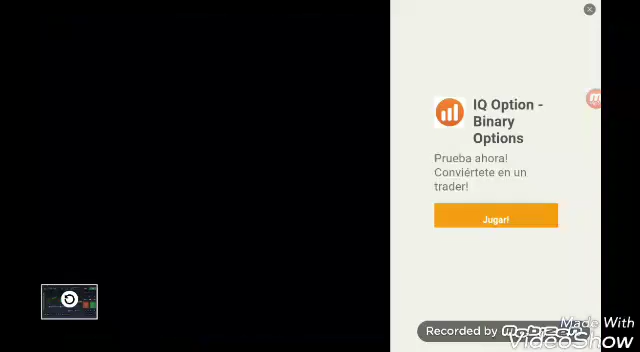 IQ Option -
Binary
Options
Prueba ahora!
Conviértete en un
trader!
Jugar!
Recorded by
Made With
VideoShow